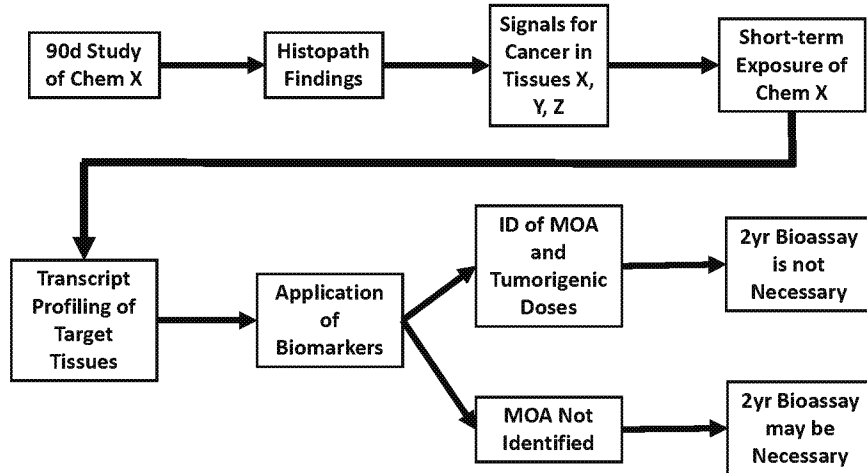 90d Study
of Chem X
Histopath
Findings
Signals for
Cancer in
Tissues X,
Y, Z
Short-term
Exposure of
Chem X
Transcript
Profiling of
Target
Tissues
Application
of
Biomarkers
ID of MOA
and
Tumorigenic
Doses
2yr Bioassay
is not
Necessary
MOA Not
Identified
2yr Bioassay
may be
Necessary